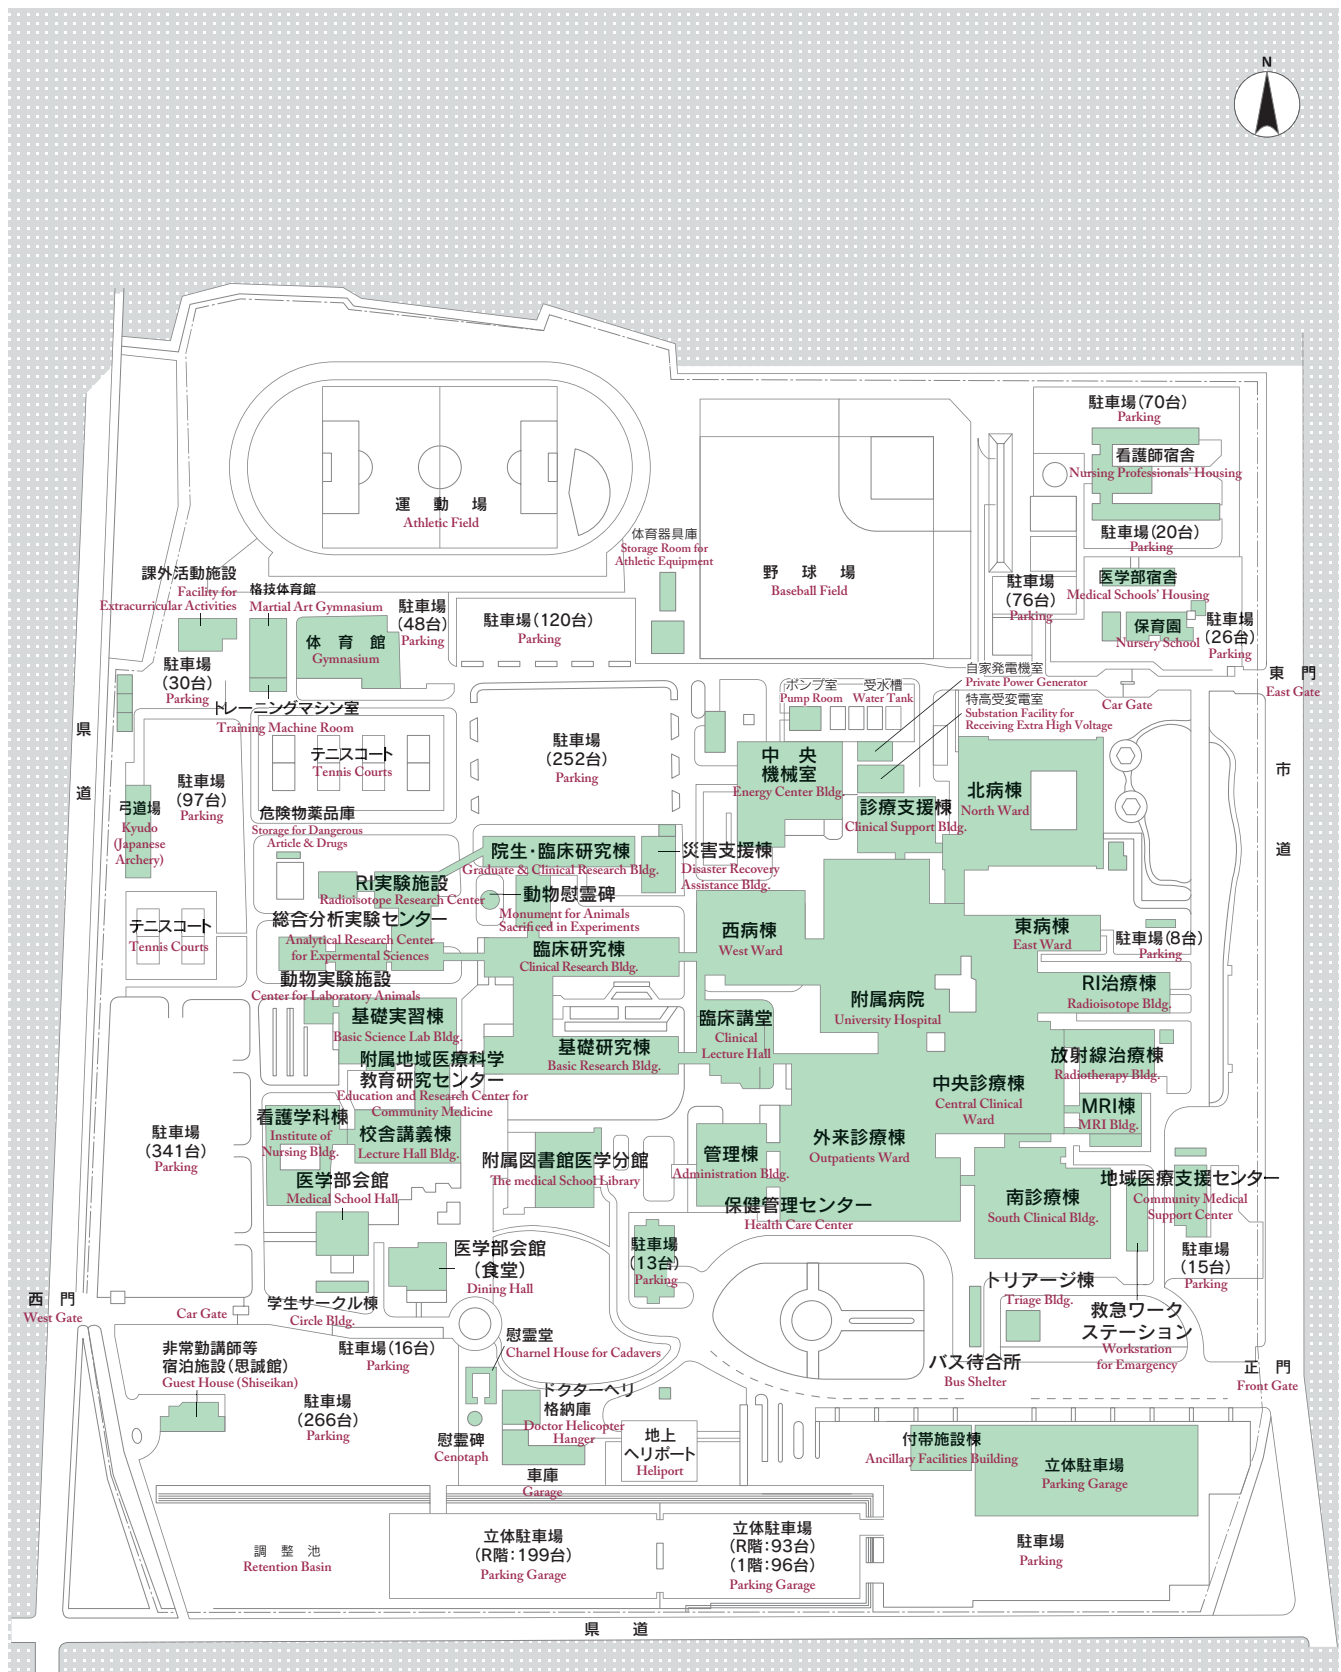 N
駐車場(70台)
Parking
看護師宿舎
Nursing Professionals' Housing
駐車場(20台)
Parking
運動場
Athletic Field
体育器具庫
Storage Room for
Athletic Equipment
野球場
Baseball Field
課外活動施設
Facility for
Extracurricular Activities
格技体育館
Martial Art Gymnasium
体育館
Gymnasium
駐車場
(48台)
Parking
駐車場(120台)
Parking
駐車場
(76台)
Parking
医学部宿舎
Medical Schools' Housing
保育園
Nursery School
駐車場
(26台)
Parking
東門
East Gate
Car Gate
駐車場
(30台)
Parking
トレーニングマシン室
Training Machine Room
県道
テニスコート
Tennis Courts
駐車場
(252台)
Parking
ポンプ室
Pump Room
受水槽
Water Tank
自家発電機室
Private Power Generator
特高受変電室
Substation Facility for
Receiving Extra High Voltage
中央
機械室
Energy Center Bldg.
北病棟
North Ward
市道
診療支援棟
Clinical Support Bldg.
駐車場
(97台)
Parking
弓道場
Kyudo
(Japanese
Archery)
危険物薬品庫
Storage for Dangerous
Article & Drugs
院生・臨床研究棟
Graduate & Clinical Research Bldg.
災害支援棟
Disaster Recovery
Assistance Bldg.
RI実験施設
Radioisotope Research Center
動物慰霊碑
Monument for Animals
Sacrificed in Experiments
総合分析実験センター
Analytical Research Center
for Expermental Sciences
テニスコート
Tennis Courts
西病棟
West Ward
東病棟
East Ward
駐車場(8台)
Parking
臨床研究棟
Clinical Research Bldg.
動物実験施設
Center for Laboratory Animals
RI治療棟
Radioisotope Bldg.
附属病院
University Hospital
基礎実習棟
Basic Science Lab Bldg.
臨床講堂
Clinical
Lecture Hall
基礎研究棟
Basic Research Bldg.
放射線治療棟
Radiotherapy Bldg.
附属地域医療科学
教育研究センター
Education and Research Center for
Community Medicine
中央診療棟
Central Clinical
Ward
MRI棟
MRI Bldg.
看護学科棟
Institute of
Nursing Bldg.
校舎講義棟
Lecture Hall Bldg.
駐車場
(341台)
Parking
外来診療棟
Outpatients Ward
管理棟
Administration Bldg.
附属図書館医学分館
The medical School Library
医学部会館
Medical School Hall
保健管理センター
Health Care Center
南診療棟
South Clinical Bldg.
地域医療支援センター
Community Medical
Support Center
駐車場
(13台)
Parking
医学部会館
(食堂)
Dining Hall
駐車場
(15台)
Parking
西門
West Gate
Car Gate
学生サークル棟
Circle Bldg.
トリアージ棟
Triage Bldg.
救急ワーク
ステーション
Workstation
for Emargency
バス待合所
Bus Shelter
正門
Front Gate
駐車場(16台)
Parking
慰霊堂
Charnel House for Cadavers
非常勤講師等
宿泊施設(思誠館)
Guest House (Shiseikan)
駐車場
(266台)
Parking
ドクターヘリ
格納庫
Doctor Helicopter
Hanger
慰霊碑
Cenotaph
地上
ヘリポート
Heliport
車庫
Garage
付帯施設棟
Ancillary Facilities Building
立体駐車場
Parking Garage
調整池
Retention Basin
立体駐車場
(R階:199台)
Parking Garage
立体駐車場
(R階:93台)
(1階:96台)
Parking Garage
駐車場
Parking
県道